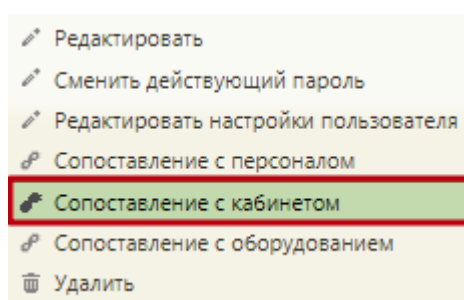 Редактировать
Сменить действующий пароль
Редактировать настройки пользователя
Сопоставление с персоналом
Сопоставление с кабинетом
Сопоставление с оборудованием
Удалить